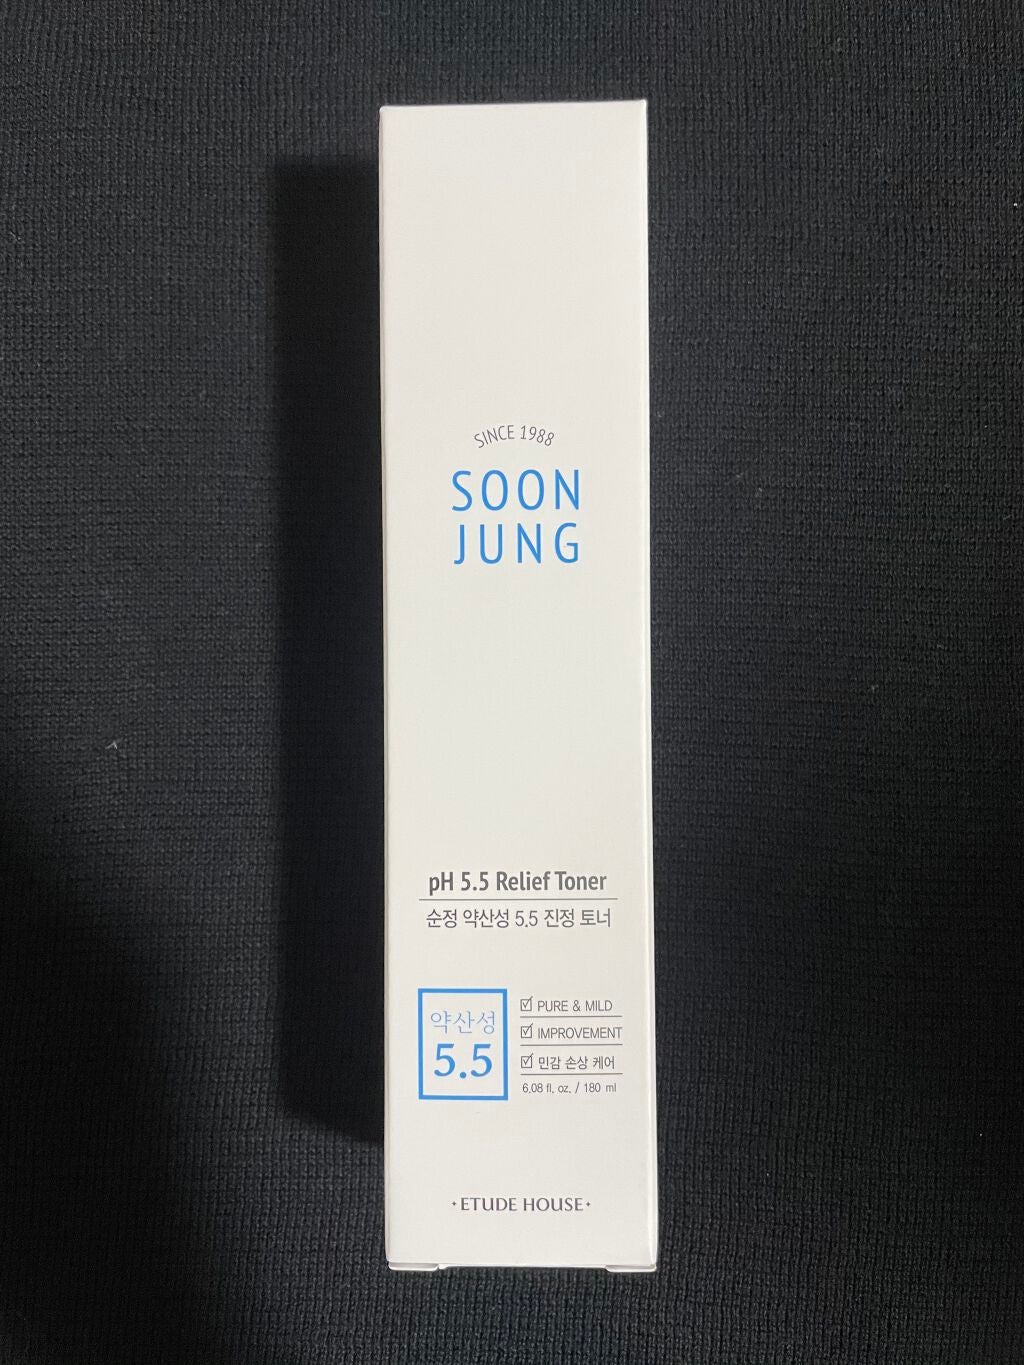 SINCE 1988
SOON
JUNG
pH 5.5 Relief Toner
순정 약산성 5.5 진정 토너
약산성
5.5
PURE & MILD
IMPROVEMENT
민감 손상 케어
6.08 fl. oz. / 180 ml
ETUDE HOUSE